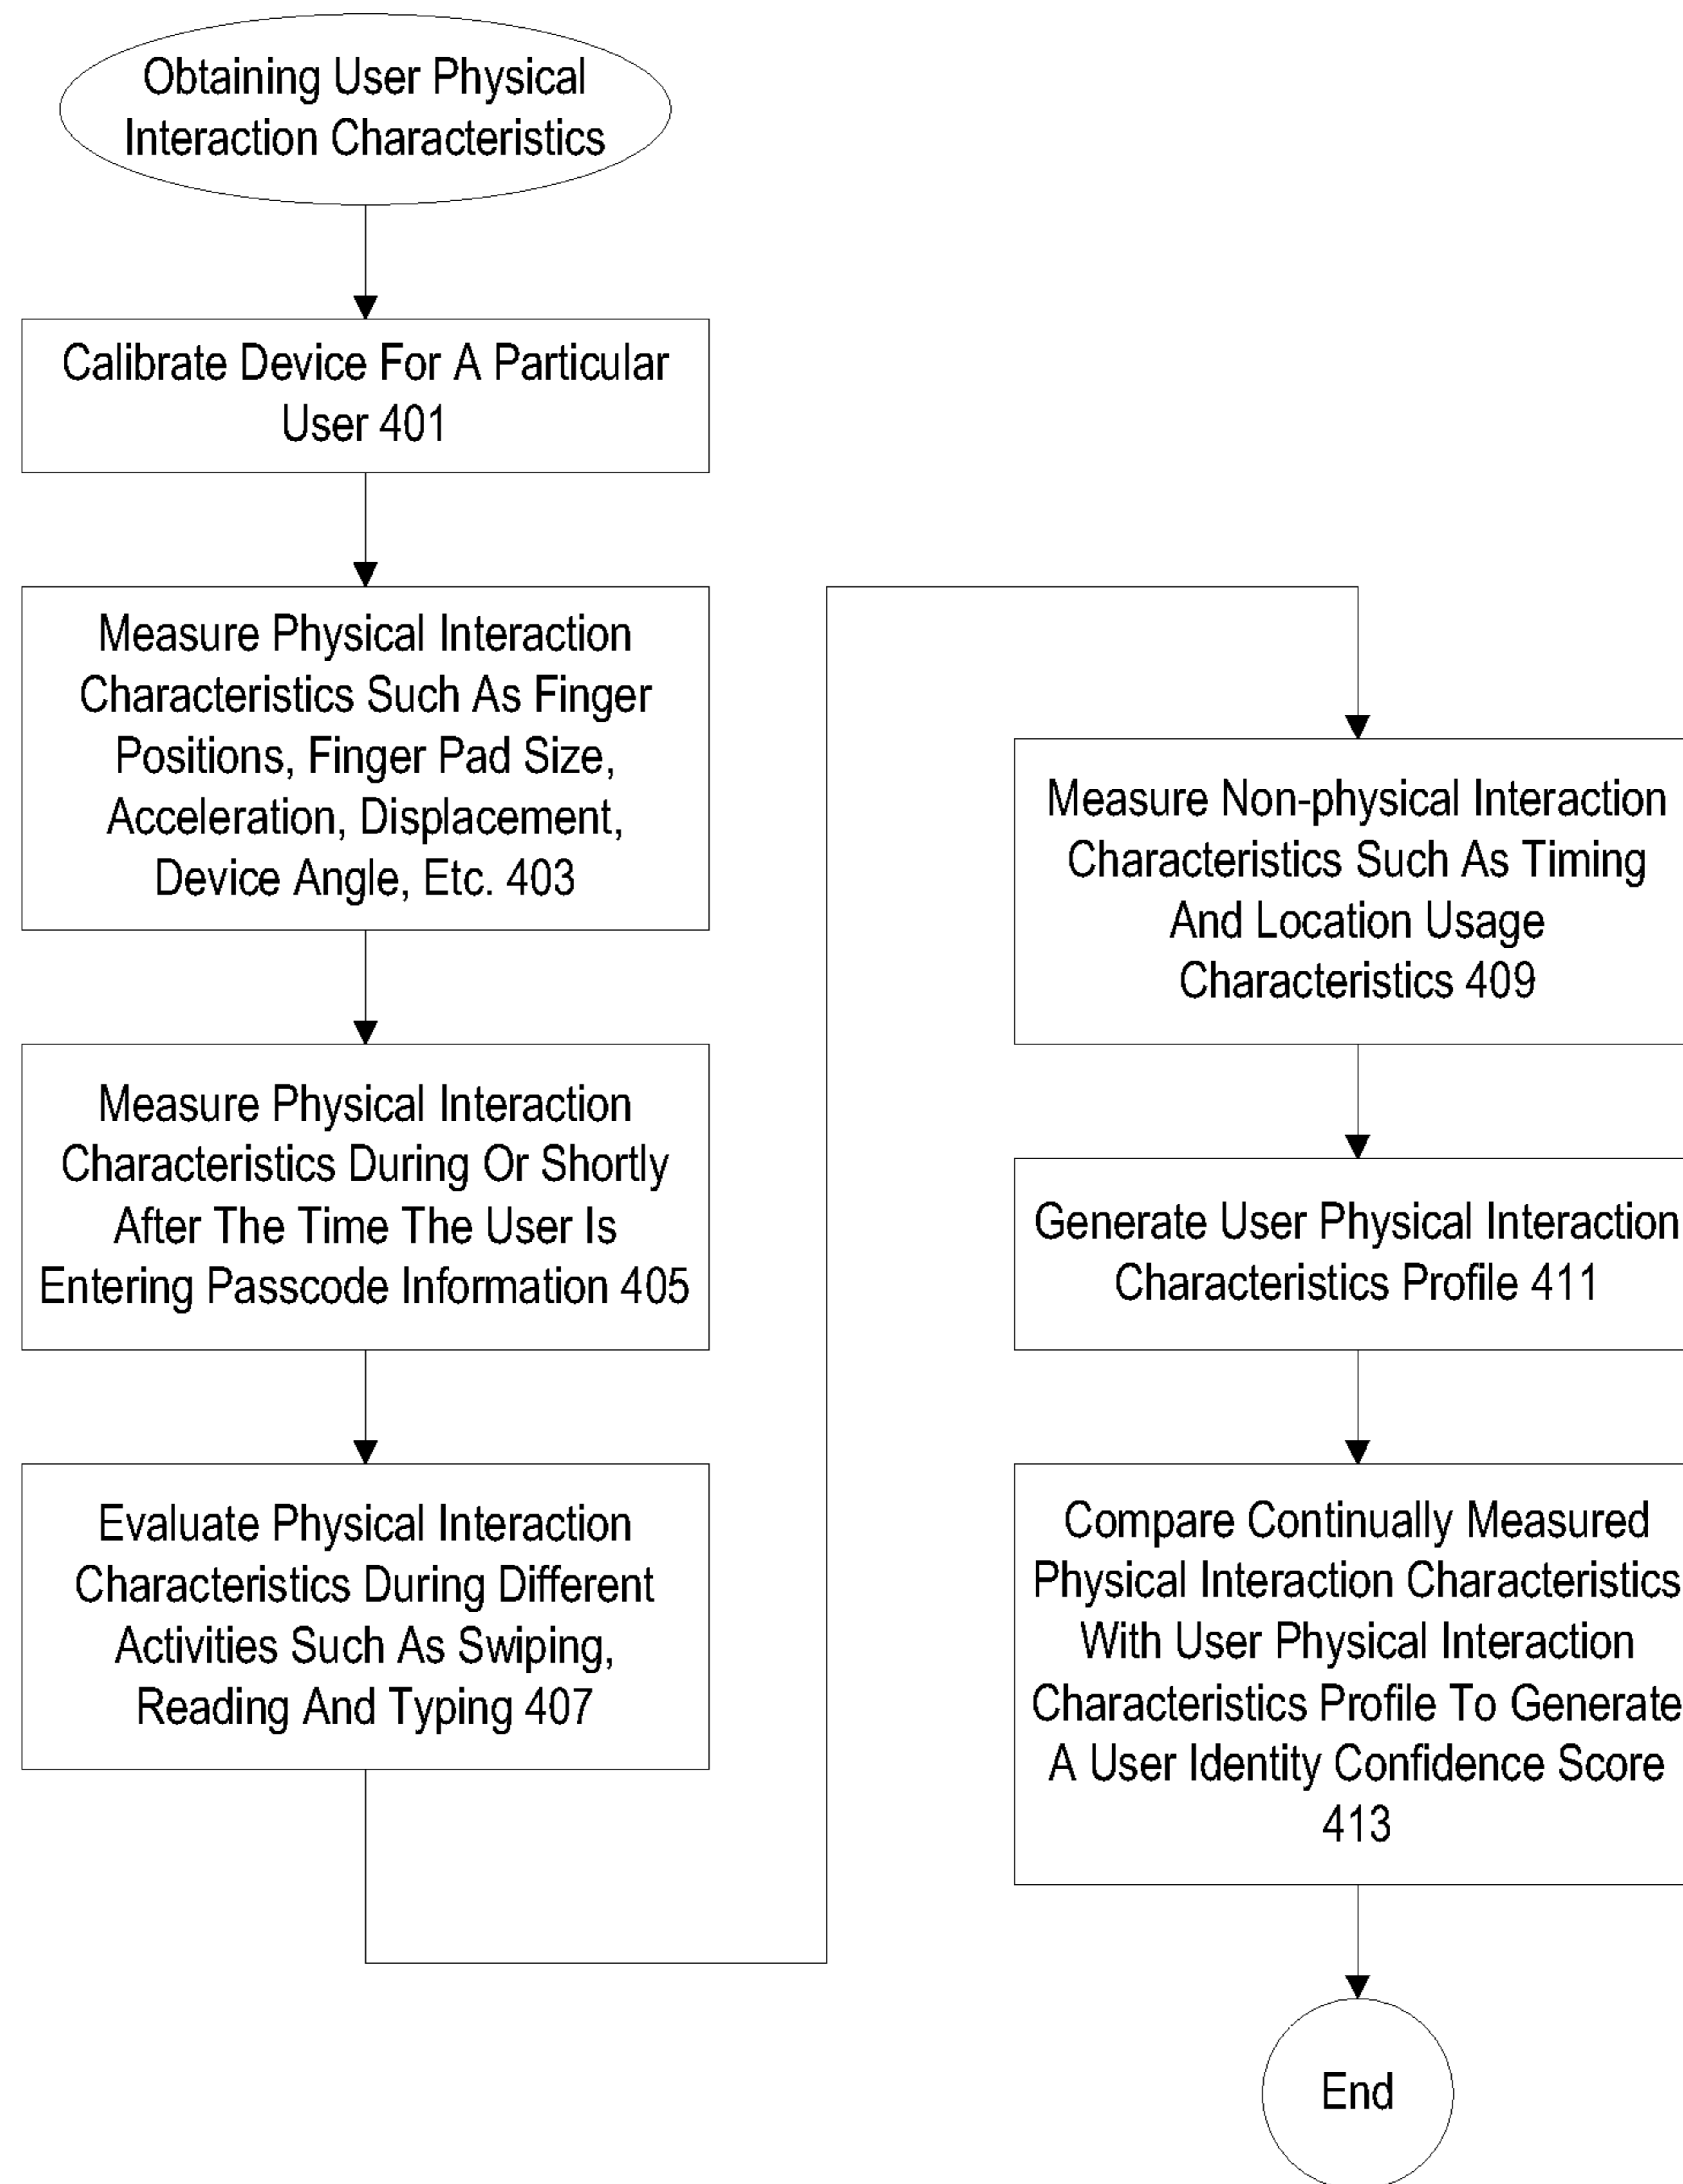 Obtaining User Physical
Interaction Characteristics
Calibrate Device For A Particular
User 401
Measure Physical Interaction
Characteristics Such As Finger
Positions, Finger Pad Size,
Acceleration, Displacement,
Device Angle, Etc. 403
Measure Physical Interaction
Characteristics During Or Shortly
After The Time The User Is
Entering Passcode Information 405
Evaluate Physical Interaction
Characteristics During Different
Activities Such As Swiping,
Reading And Typing 407
Measure Non-physical Interaction
Characteristics Such As Timing
And Location Usage
Characteristics 409
Generate User Physical Interaction
Characteristics Profile 411
Compare Continually Measured
Physical Interaction Characteristics
With User Physical Interaction
Characteristics Profile To Generate
A User Identity Confidence Score
413
End